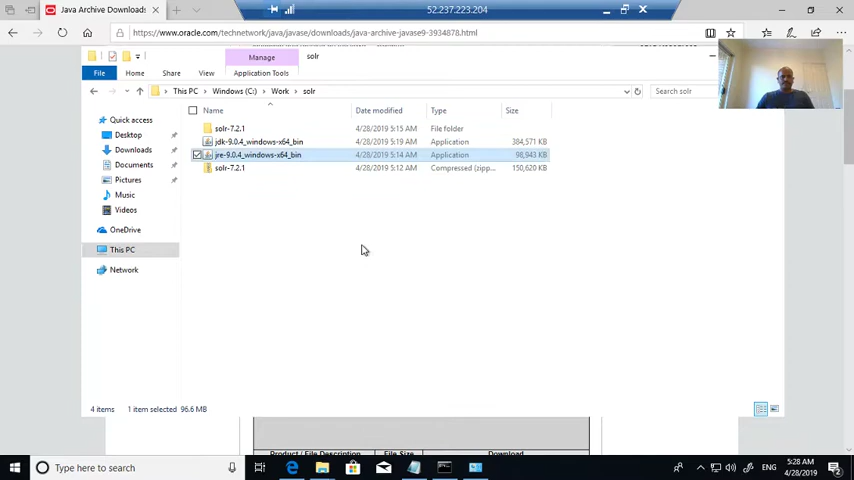 Java Archive Downloads
52.237.223.204
https://www.oracle.com/technetwork/java/javase/downloads/java-archive-javase9-3934878.html
Manage
solr
File
Home
Share
View
Application Tools
This PC > Windows (C:) > Work > solr
Search solr
Name
Date modified
Type
Size
Quick access
Desktop
Downloads
Documents
Pictures
Music
Videos
OneDrive
This PC
Network
solr-7.2.1 4/28/2019 5:15 AM File folder
jdk-9.0.4_windows-x64_bin 4/28/2019 5:19 AM Application 384,571 KB
jre-9.0.4_windows-x64_bin 4/28/2019 5:14 AM Application 98,943 KB
solr-7.2.1 4/28/2019 5:12 AM Compressed (zipp... 150,620 KB
4 items 1 item selected 96.6 MB
Product / File Description File Size Download
Type here to search
ENG
5:28 AM
4/28/2019